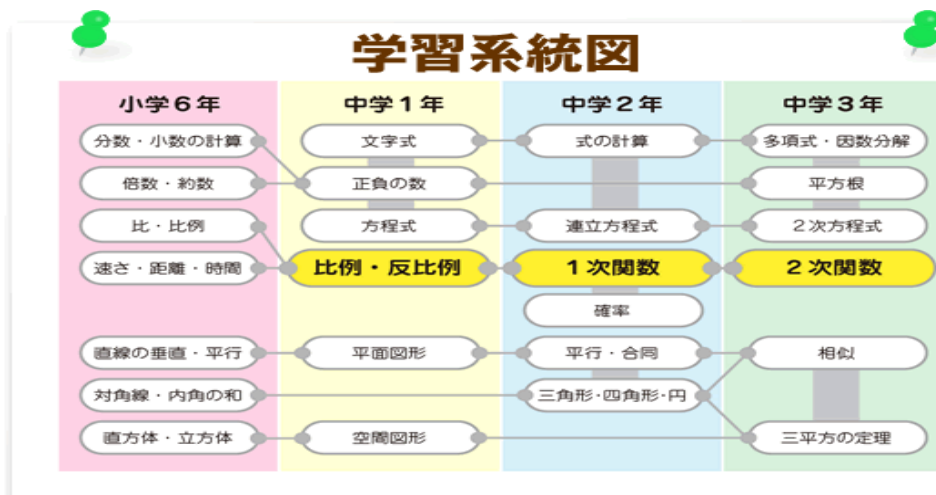 学習系統図
小学6年
中学1年
中学2年
中学3年
分数・小数の計算
文字式
式の計算
多項式・因数分解
倍数・約数
正負の数
平方根
比・比例
方程式
連立方程式
2次方程式
速さ・距離・時間
比例・反比例
1次関数
2次関数
確率
直線の垂直・平行
平面図形
平行・合同
相似
対角線・内角の和
三角形・四角形・円
直方体・立方体
空間図形
三平方の定理